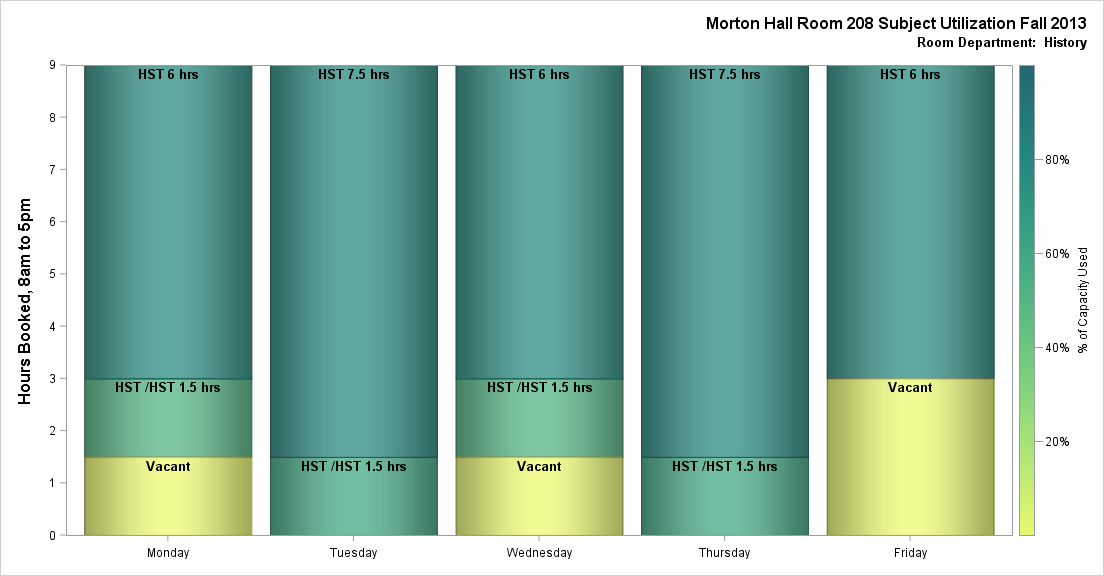 Morton Hall Room 208 Subject Utilization Fall 2013
Room Department:  History
Hours Booked, 8am to 5pm
9
8
7
6
5
4
3
2
1
0
HST 6 hrs
HST 7.5 hrs
HST 6 hrs
HST 7.5 hrs
HST 6 hrs
HST /HST 1.5 hrs
HST /HST 1.5 hrs
Vacant
Vacant
HST /HST 1.5 hrs
Vacant
HST /HST 1.5 hrs
Monday
Tuesday
Wednesday
Thursday
Friday
80%
60%
40%
20%
% of Capacity Used